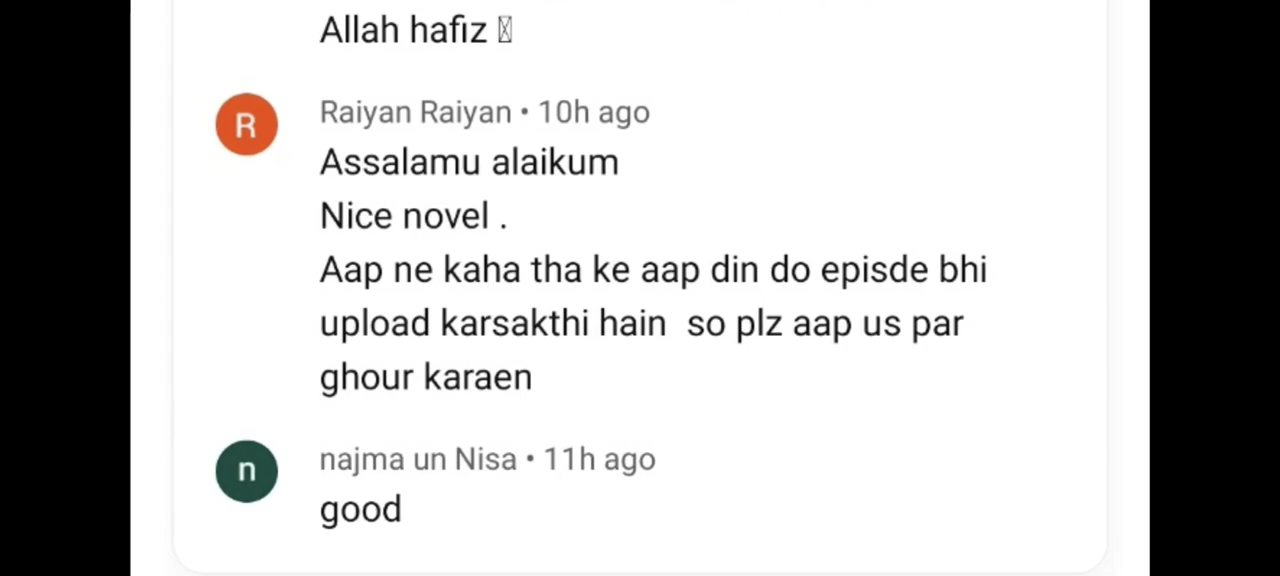 Allah hafiz
R
Raiyan Raiyan • 10h ago
Assalamu alaikum
Nice novel .
Aap ne kaha tha ke aap din do episde bhi
upload karsakthi hain  so plz aap us par
ghour karaen
n
najma un Nisa • 11h ago
good